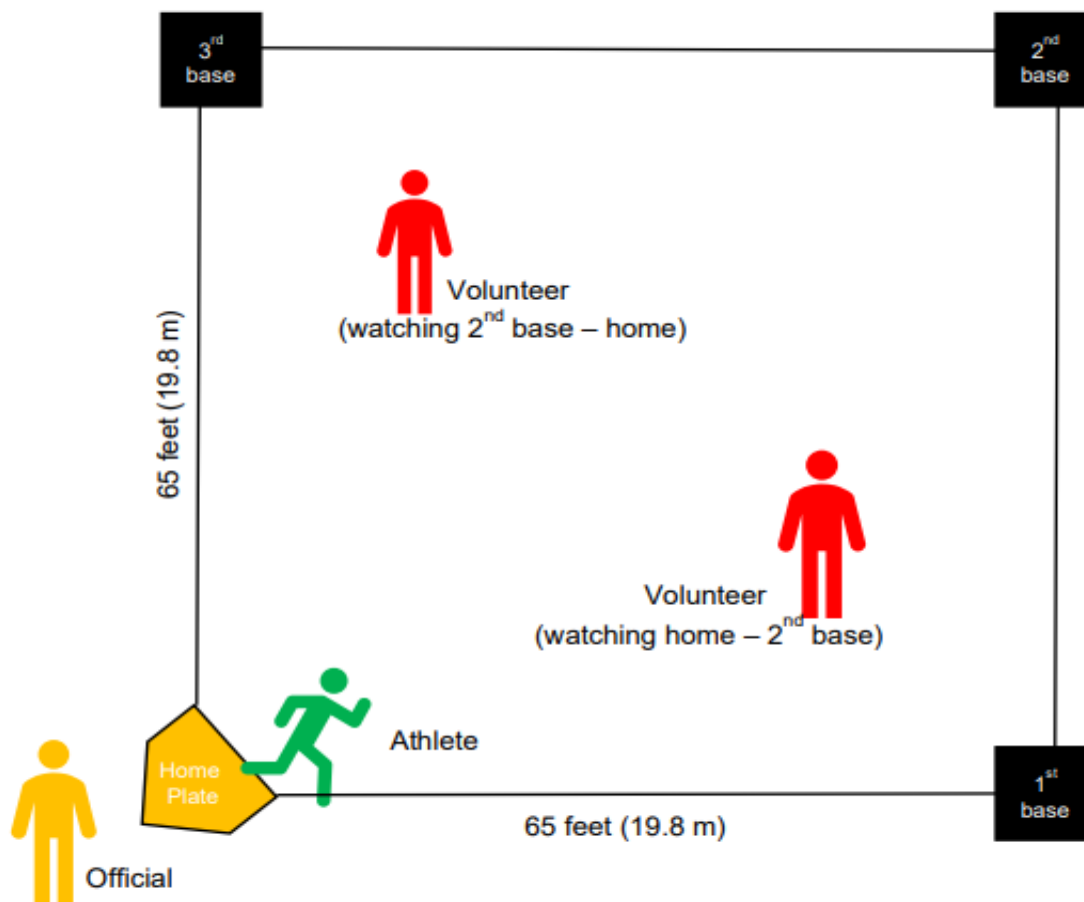 3rd
base
2nd
base
Volunteer
(watching 2nd base – home)
65 feet (19.8 m)
Volunteer
(watching home – 2nd base)
Athlete
Home
Plate
1st
base
65 feet (19.8 m)
Official